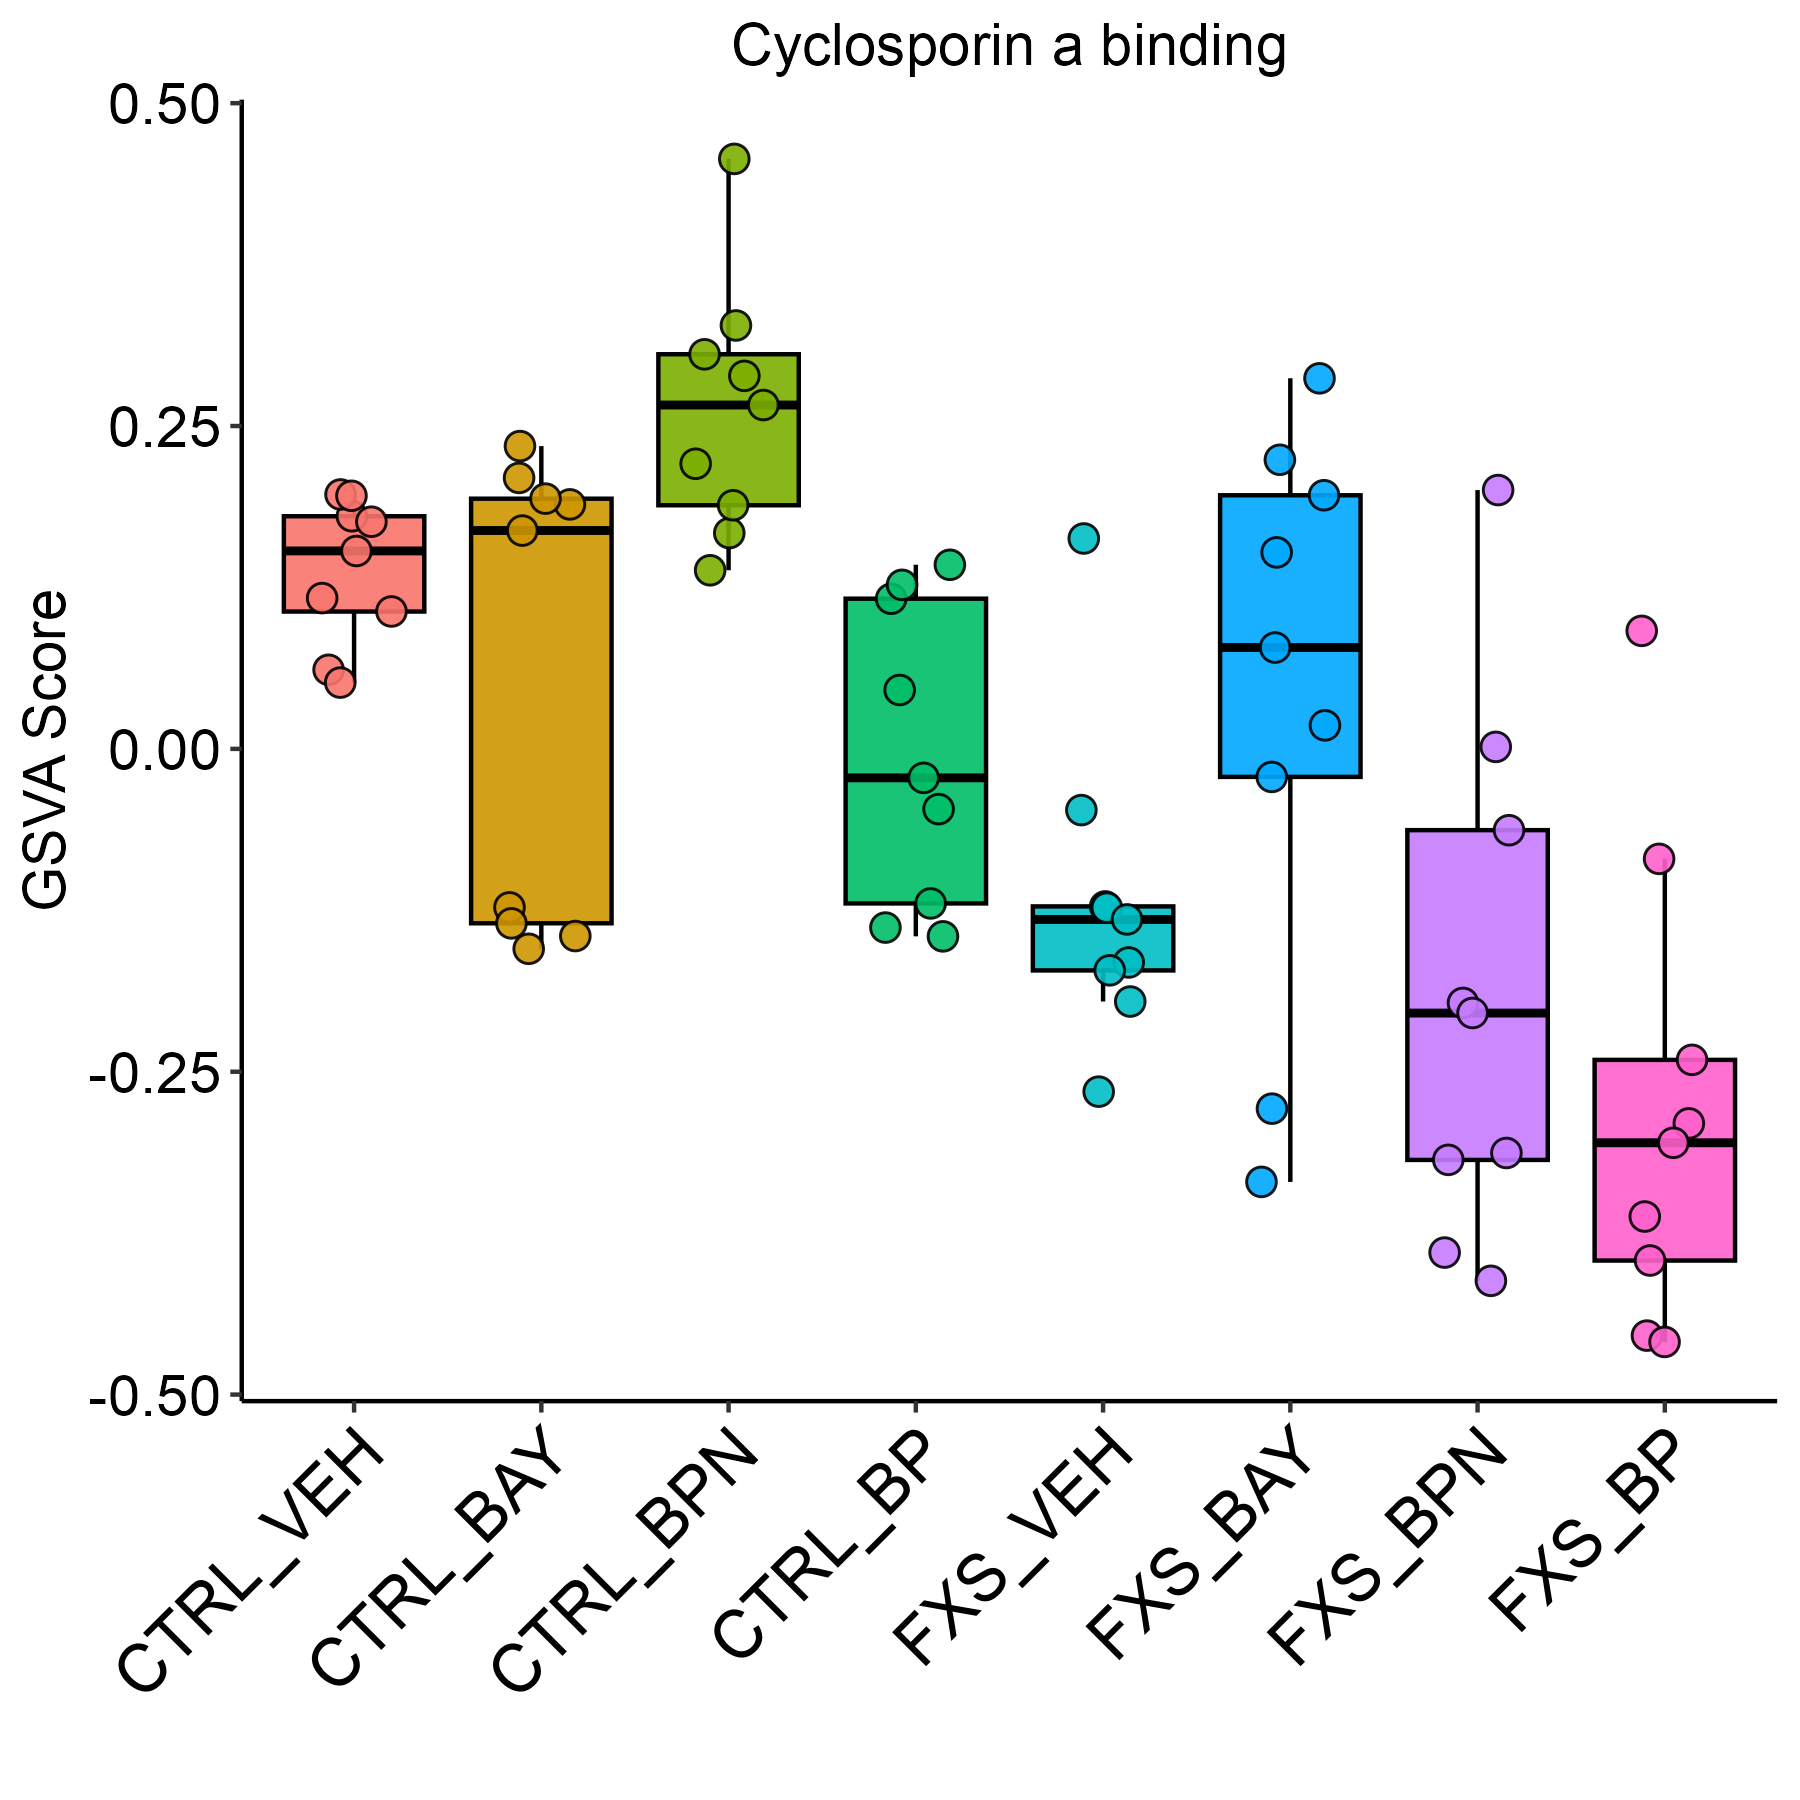 Cyclosporin a binding
GSVA Score
0.50
0.25
0.00
-0.25
-0.50
CTRL_VEH
CTRL_BAY
CTRL_BPN
CTRL_BP
FXS_VEH
FXS_BAY
FXS_BPN
FXS_BP